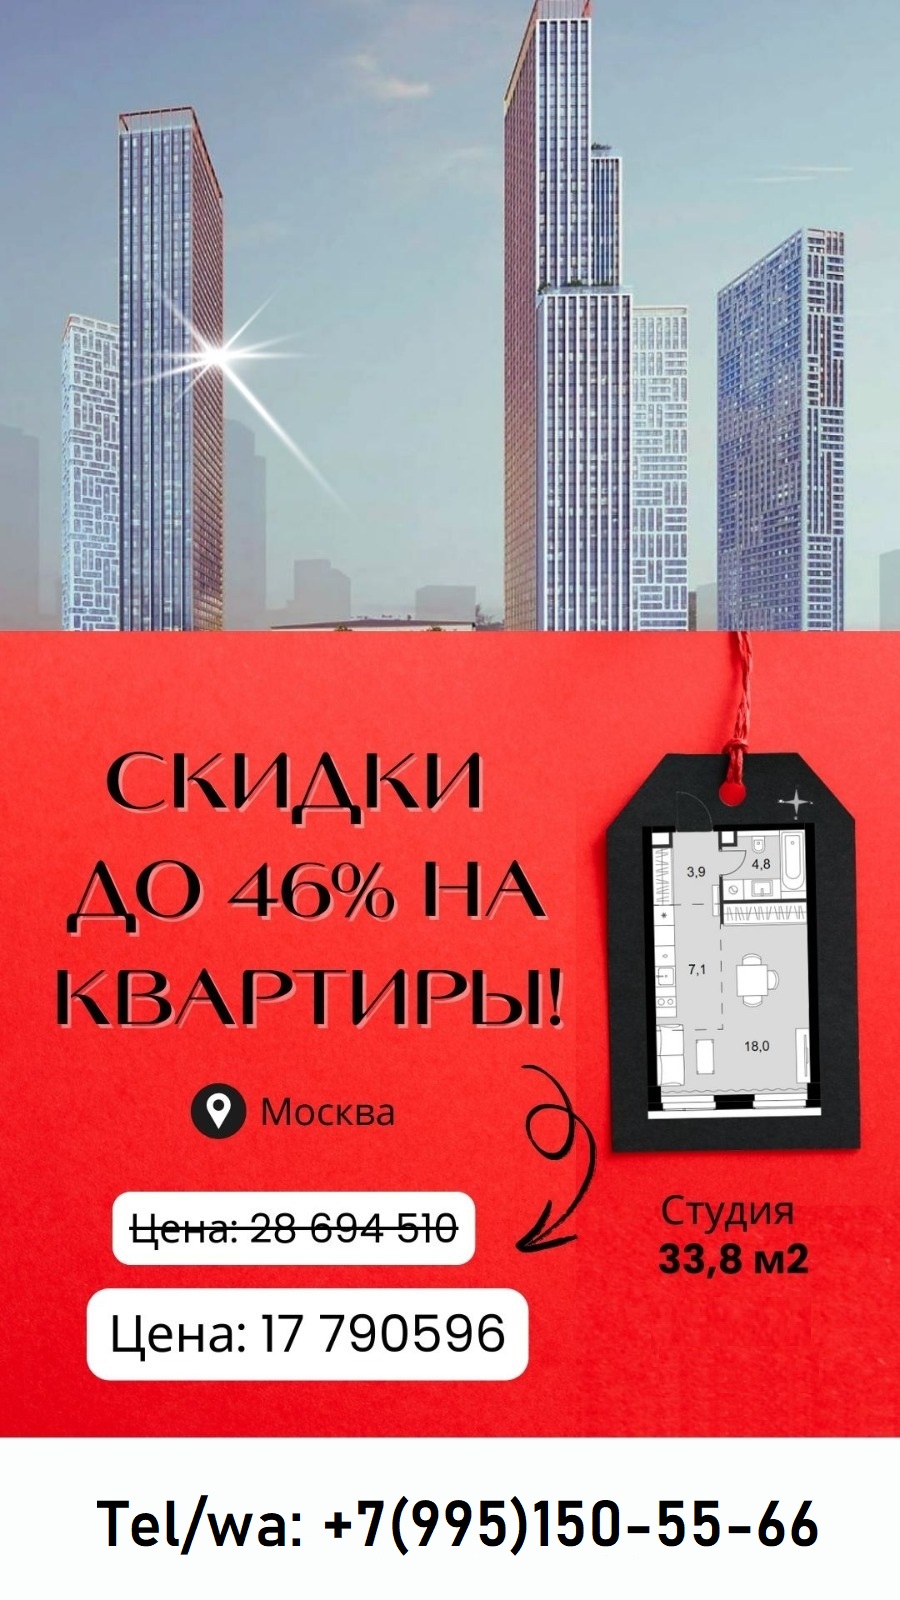 СКИДКИ
ДО 46% НА
КВАРТИРЫ!
Москва
Цена: 28 694 510
Цена: 17 790596
3,9
4,8
7,1
18,0
Студия
33,8 м2
Tel/wa: +7(995)150-55-66